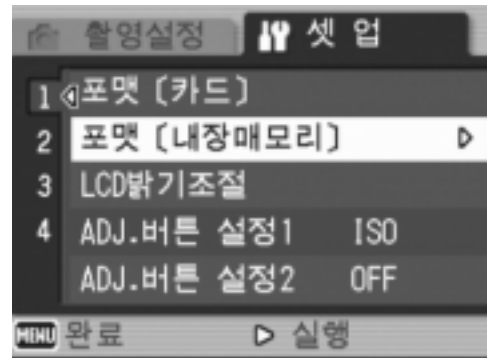 촬영설정 셋 업
1 포맷 (카드)
2 포맷 (내장매모리)
3 LCD밝기조절
4 ADJ.버튼 설정1 ISO
ADJ.버튼 설정2 OFF
MENU 완료 실행